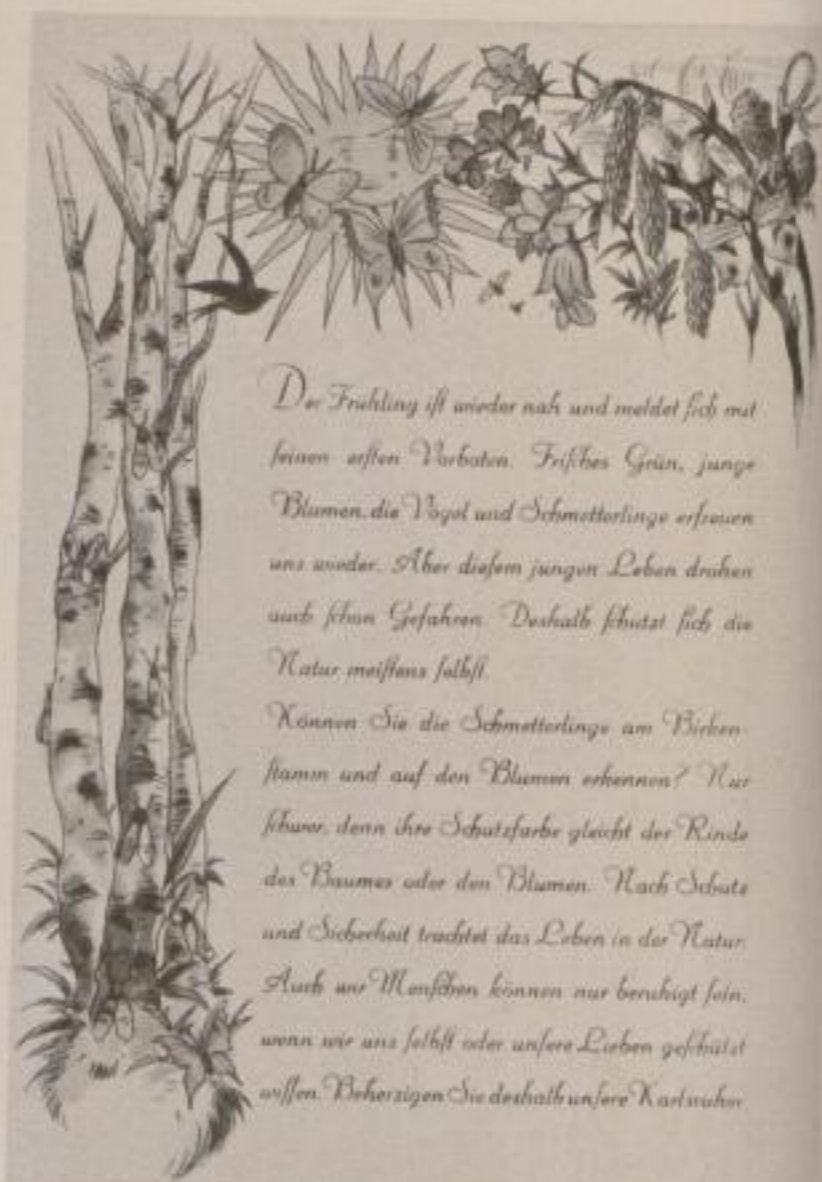 Der Frühling iſt wieder nah und meldet ſich mit
ſeinen erſten Vorboten. Friſches Grün, junge
Blumen, die Vögel und Schmetterlinge erfreuen
uns wieder. Aber dieſem jungen Leben drohen
auch ſchon Gefahren. Deshalb ſchützt ſich die
Natur meiſtens ſelbſt.
Können Sie die Schmetterlinge am Birken-
ſtamm und auf den Blumen erkennen? Nur
ſchwer, denn ihre Schutzfarbe gleicht der Rinde
des Baumes oder den Blumen. Nach Schutz
und Sicherheit trachtet das Leben in der Natur.
Auch wir Menſchen können nur beruhigt ſein,
wenn wir uns ſelbſt oder unſere Lieben geſchützt
wiſſen. Beherzigen Sie deshalb unſere Karlsruher